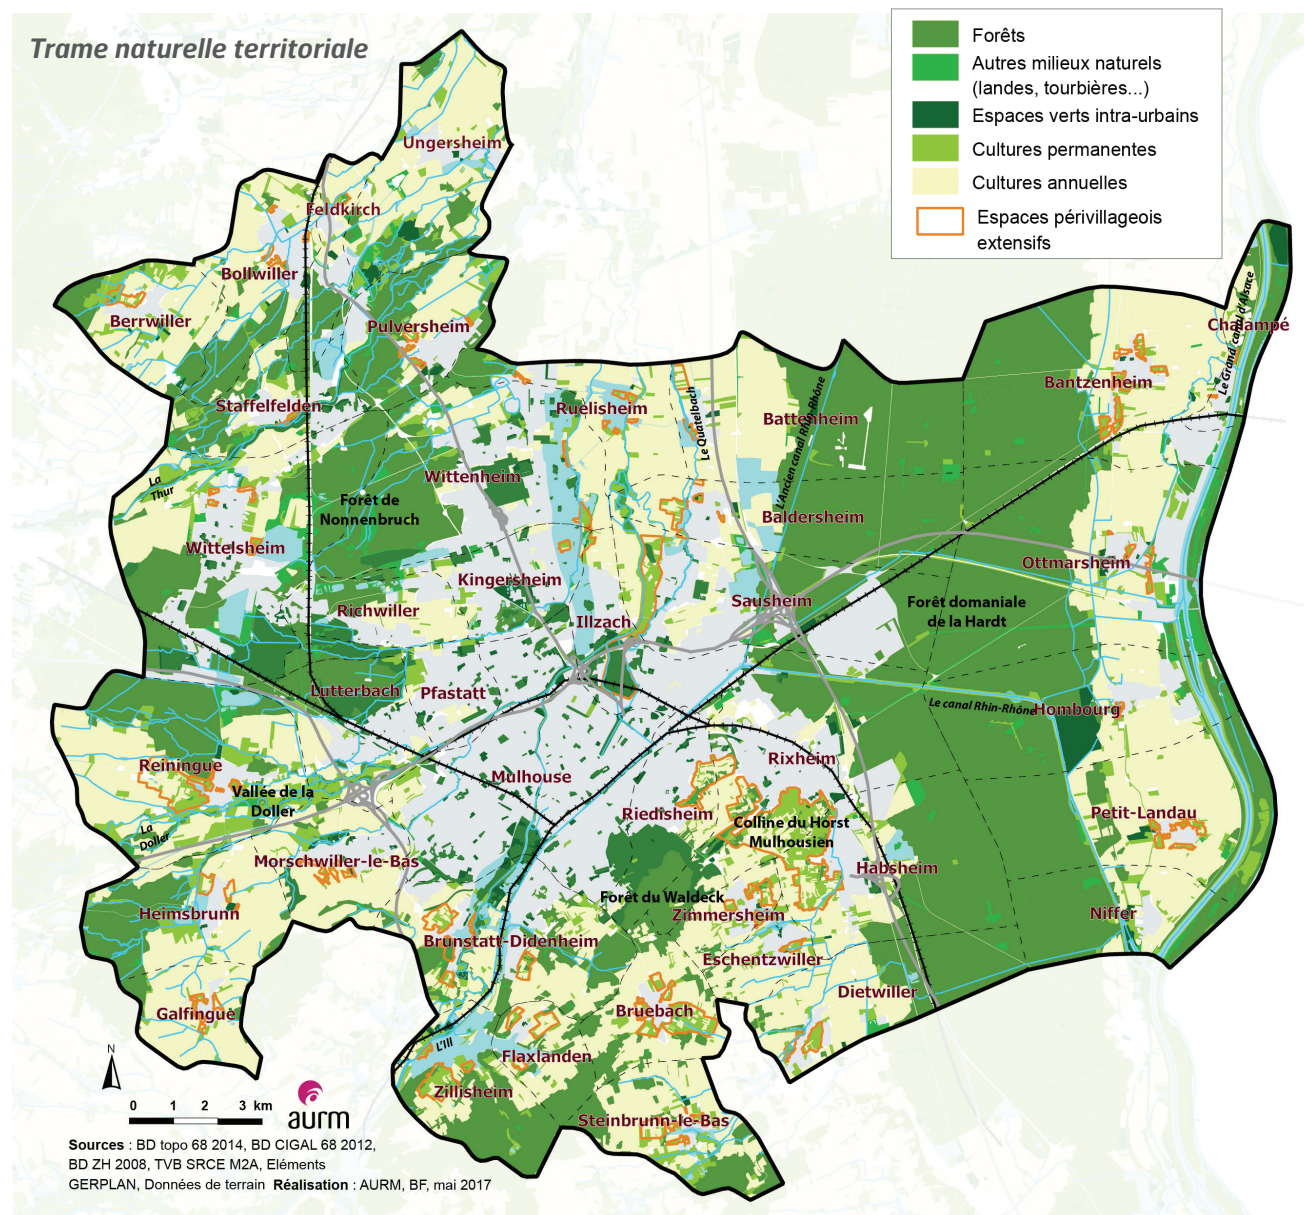 Trame naturelle territoriale
Forêts
Autres milieux naturels
(landes, tourbières...)
Espaces verts intra-urbains
Cultures permanentes
Cultures annuelles
Espaces périvillageois
extensifs
Ungersheim
Feldkirch
Bollwiller
Berrwiller
Pulversheim
Chalampé
Le Grand canal d'Alsace
Bantzenheim
Staffelfelden
Ruelisheim
Le Quatelbach
Battenheim
L'Ancien canal Rhin-Rhône
La
Thur
Wittenheim
Forêt de
Nonnenbruch
Baldersheim
Wittelsheim
Ottmarsheim
Kingersheim
Richwiller
Illzach
Sausheim
Forêt domaniale
de la Hardt
Lutterbach
Pfastatt
Le canal Rhin-Rhône
Hombourg
Reiningue
Mulhouse
Rixheim
Vallée de la
Doller
La
Doller
Riedisheim
Colline du Horst
Mulhousien
Petit-Landau
Morschwiller-le-Bas
Habsheim
Forêt du Waldeck
Heimsbrunn
Zimmersheim
Niffer
Brunstatt-Didenheim
Eschentzwiller
Dietwiller
Galfingue
Bruebach
L'Ill
Flaxlanden
Zillisheim
Steinbrunn-le-Bas
N
0 1 2 3 km
aurm
Sources : BD topo 68 2014, BD CIGAL 68 2012,
BD ZH 2008, TVB SRCE M2A, Eléments
GERPLAN, Données de terrain Réalisation : AURM, BF, mai 2017